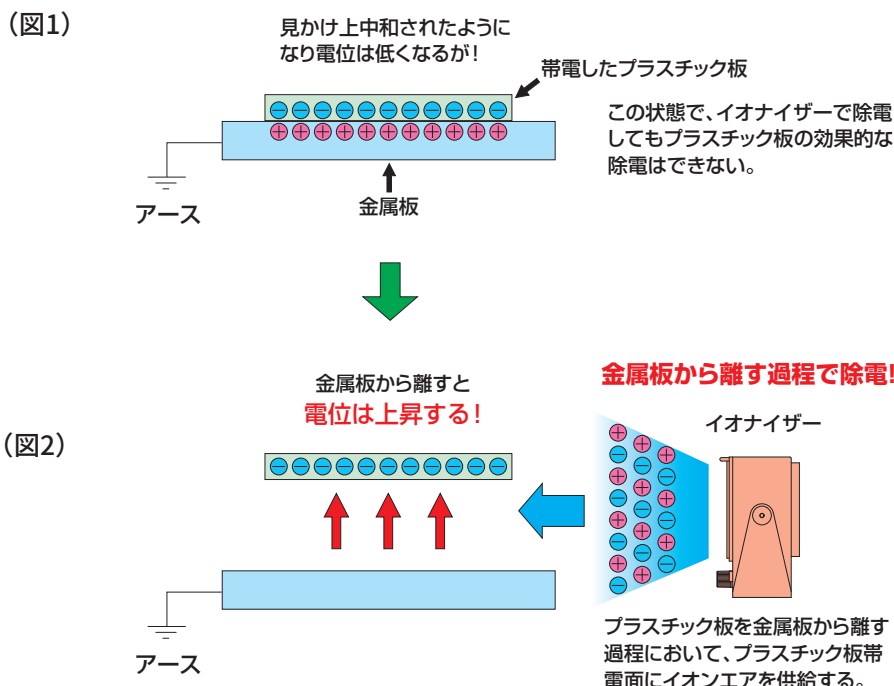 （図1）
見かけ上中和されたように
なり電位は低くなるが！
帯電したプラスチック板
この状態で、イオナイザーで除電
してもプラスチック板の効果的な
除電はできない。
アース
金属板
金属板から離すと
電位は上昇する！
金属板から離す過程で除電!
（図2）
イオナイザー
アース
プラスチック板を金属板から離す
過程において、プラスチック板帯
電面にイオンエアを供給する。